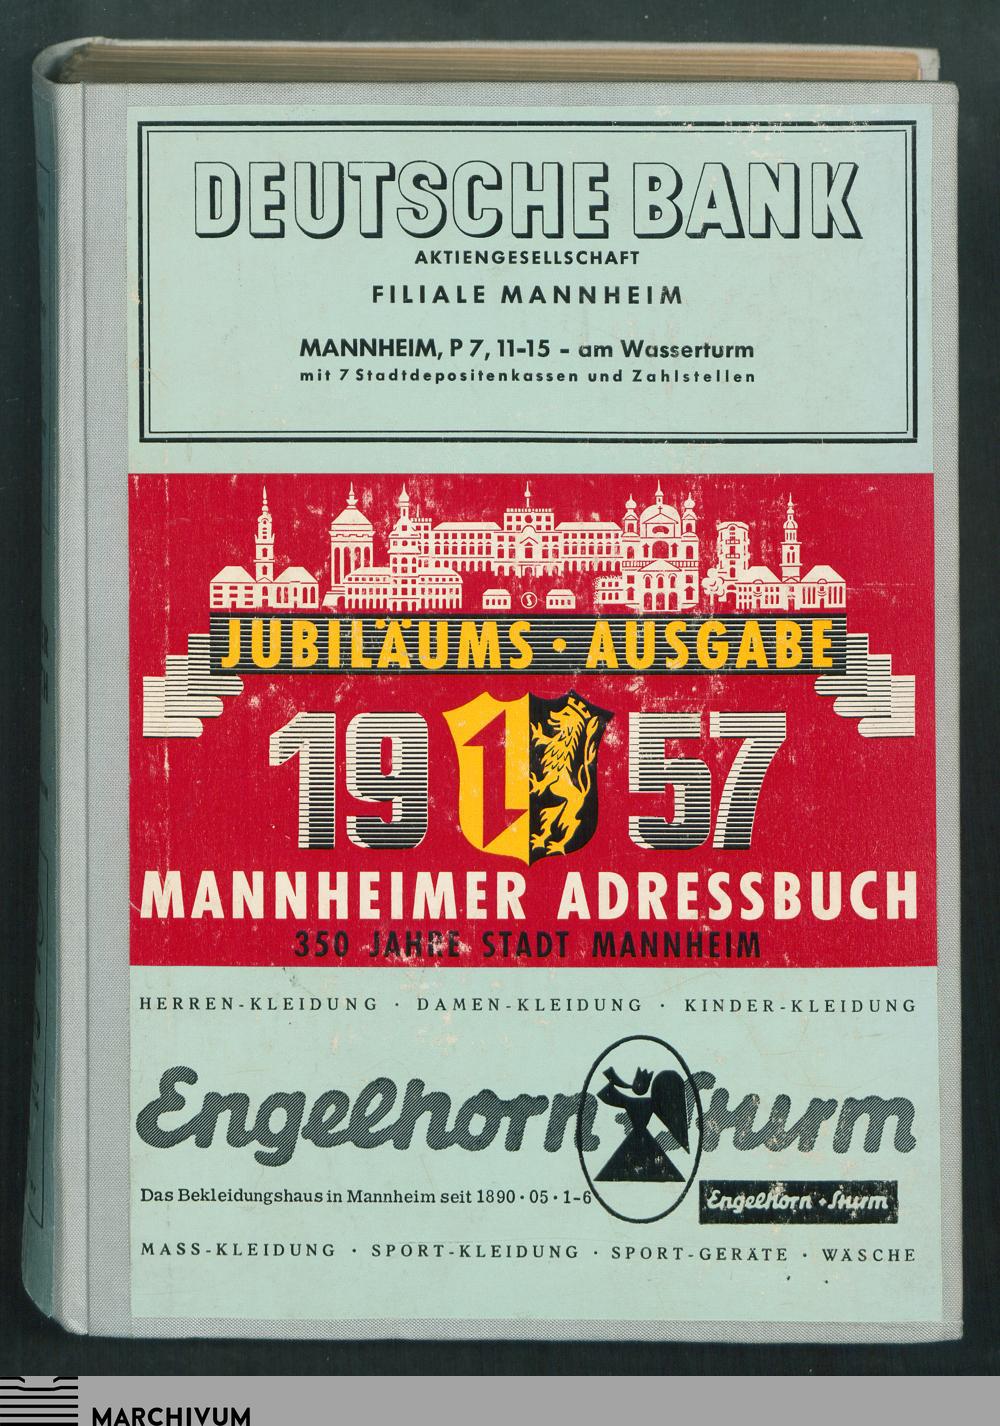 DEUTSCHE BANK
AKTIENGESELLSCHAFT
FILIALE MANNHEIM
MANNHEIM, P 7, 11-15 - am Wasserturm
mit 7 Stadtdepositenkassen und Zahlstellen
S
JUBILÄUMS · AUSGABE
1957
MANNHEIMER ADRESSBUCH
350 JAHRE STADT MANNHEIM
HERREN-KLEIDUNG · DAMEN-KLEIDUNG · KINDER-KLEIDUNG
Engelhorn Sturm
Das Bekleidungshaus in Mannheim seit 1890 · O5 · 1-6
Engelhorn + Sturm
MASS-KLEIDUNG · SPORT-KLEIDUNG · SPORT-GERÄTE · WÄSCHE
MARCHIVUM